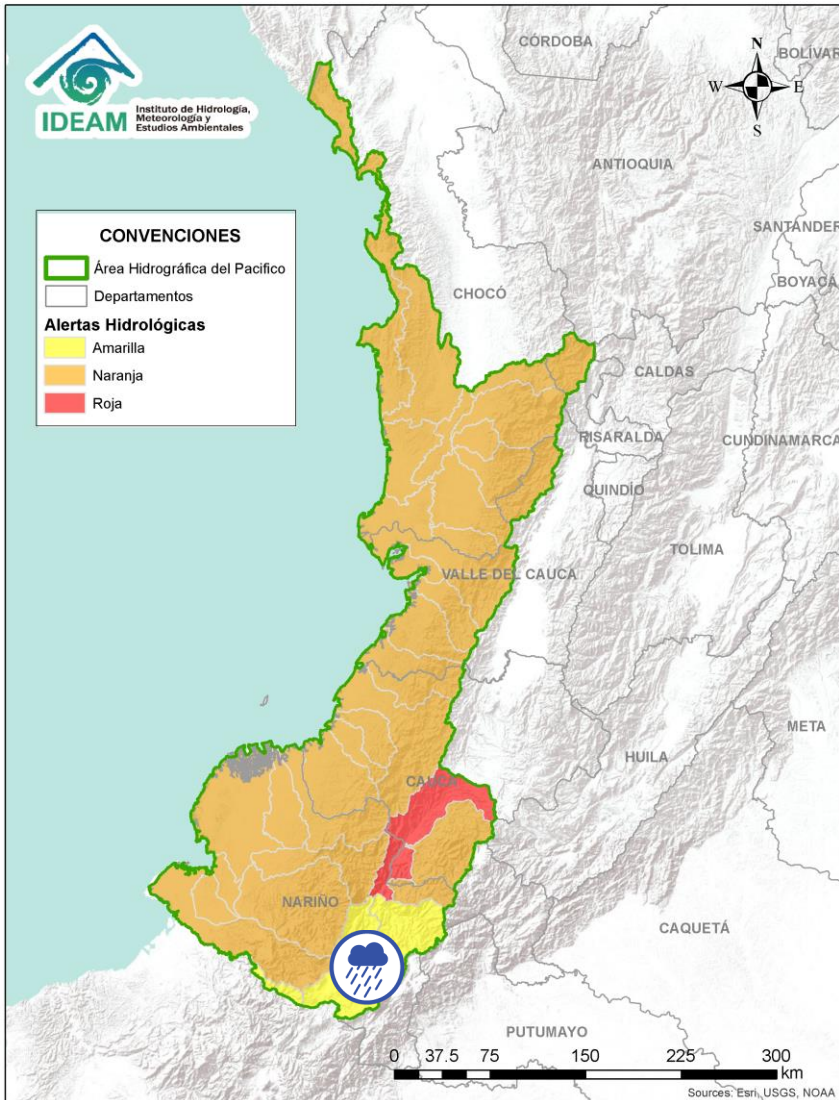 IDEAM
Instituto de Hidrología,
Meteorología y
Estudios Ambientales
CÓRDOBA
BOLÍVAR
N
W
E
S
ANTIOQUIA
SANTANDER
CONVENCIONES
Área Hidrográfica del Pacifico
Departamentos
Alertas Hidrológicas
Amarilla
Naranja
Roja
BOYACÁ
CHOCÓ
CALDAS
RISARALDA
CUNDINAMARCA
QUINDÍO
TOLIMA
VALLE DEL CAUCA
META
HUILA
CAUCA
NARIÑO
CAQUETÁ
PUTUMAYO
0 37.5 75 150 225 300
km
Sources: Esri, USGS, NOAA